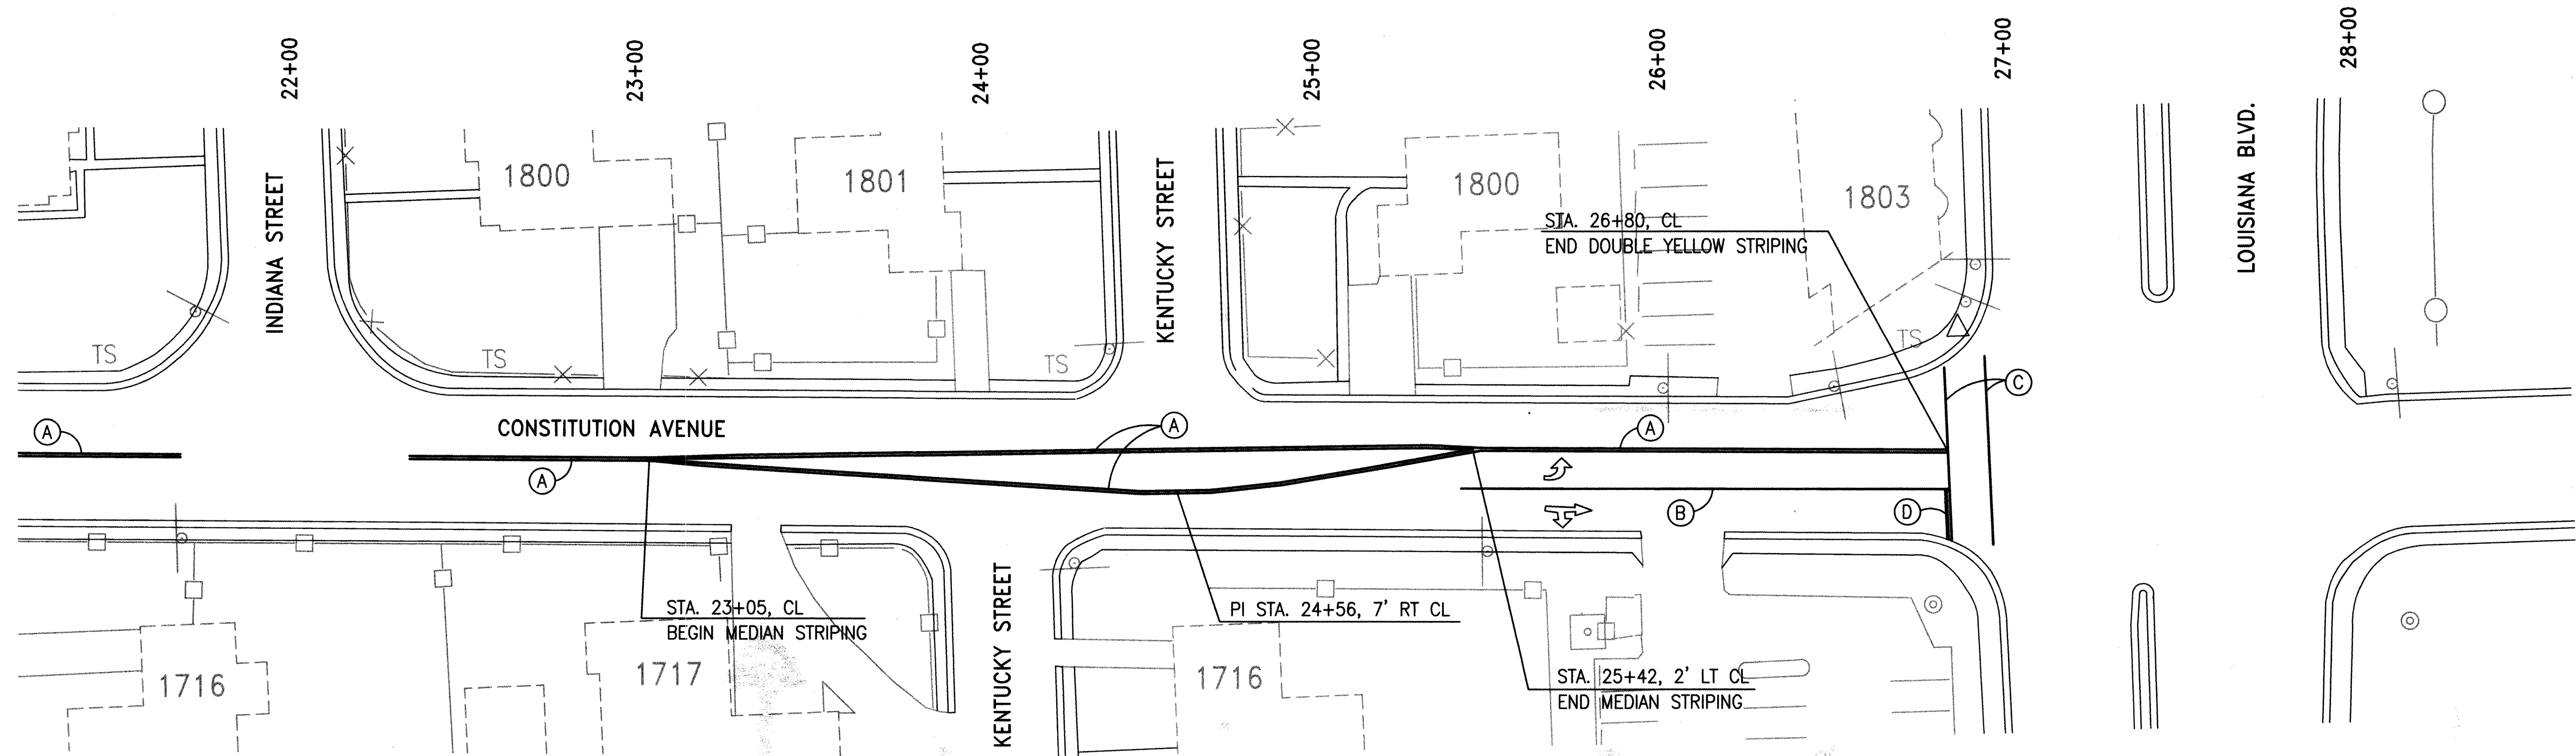 22+00
23+00
24+00
25+00
26+00
27+00
28+00
INDIANA STREET
KENTUCKY STREET
LOUISIANA BLVD.
1800
1801
1800
1803
STA. 26+80, CL
END DOUBLE YELLOW STRIPING
TS
TS
TS
TS
C
A
CONSTITUTION AVENUE
A
A
A
B
D
STA. 23+05, CL
BEGIN MEDIAN STRIPING
KENTUCKY STREET
PI STA. 24+56, 7' RT CL
STA. 25+42, 2' LT CL
END MEDIAN STRIPING
1716
1717
1716